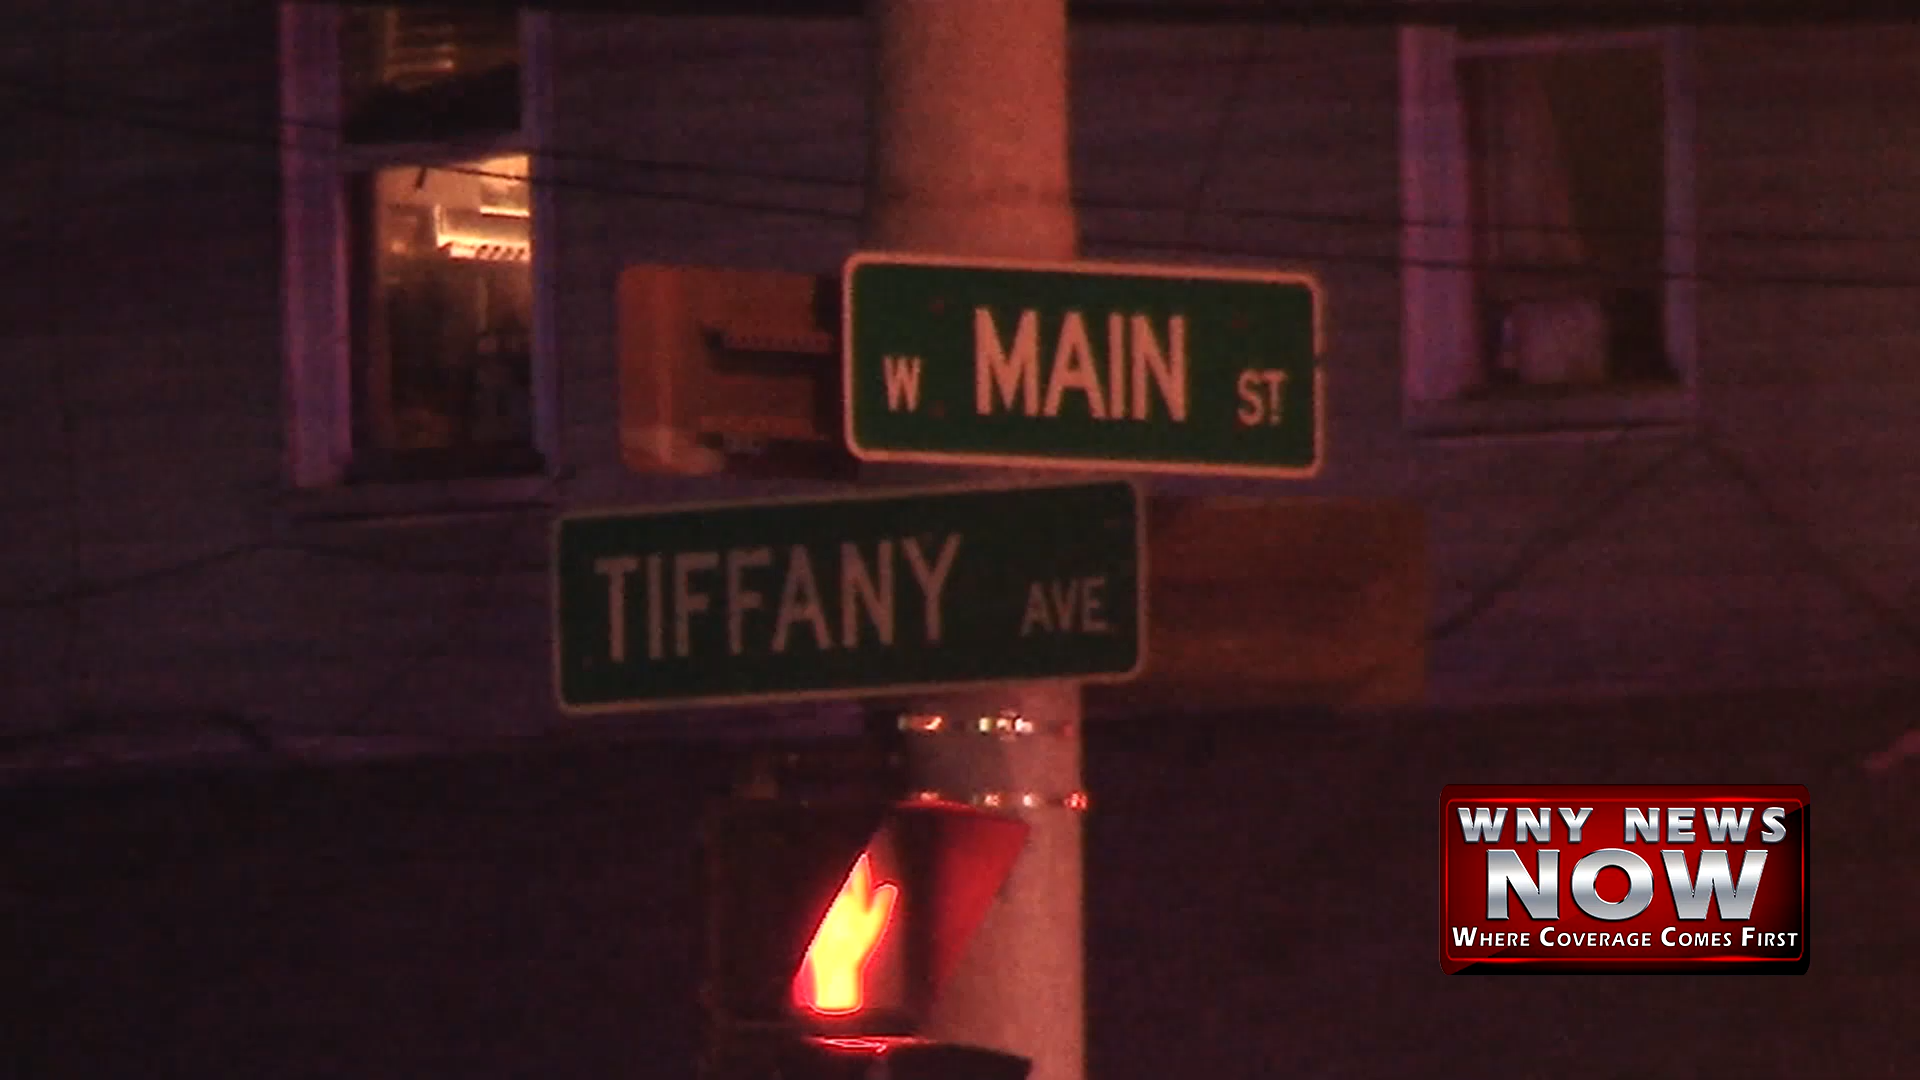 W MAIN ST
TIFFANY AVE.
WNY NEWS
NOW
WHERE COVERAGE COMES FIRST